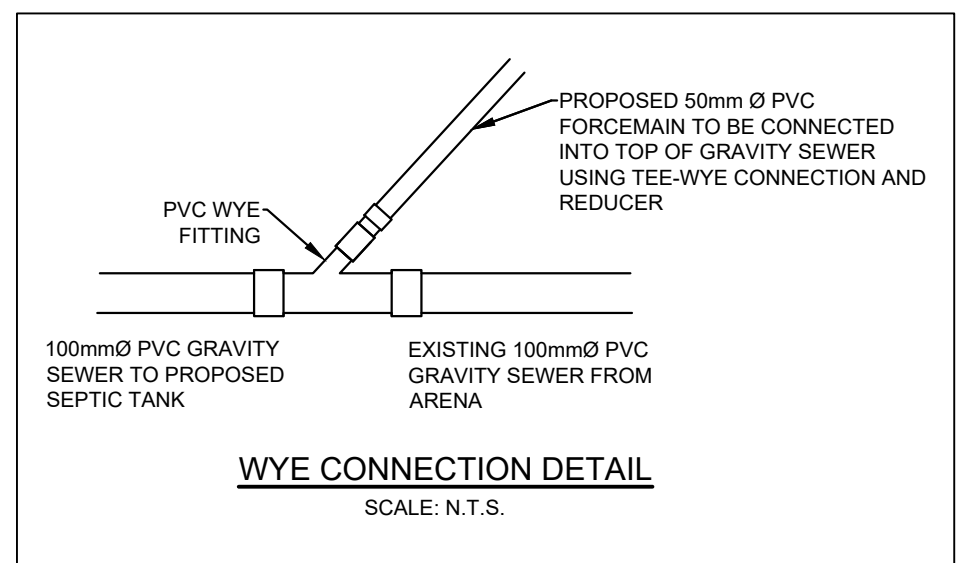 PROPOSED 50mm Ø PVC
FORCEMAIN TO BE CONNECTED
INTO TOP OF GRAVITY SEWER
USING TEE-WYE CONNECTION AND
REDUCER
PVC WYE
FITTING
100mmØ PVC GRAVITY
SEWER TO PROPOSED
SEPTIC TANK
EXISTING 100mmØ PVC
GRAVITY SEWER FROM
ARENA
WYE CONNECTION DETAIL
SCALE: N.T.S.